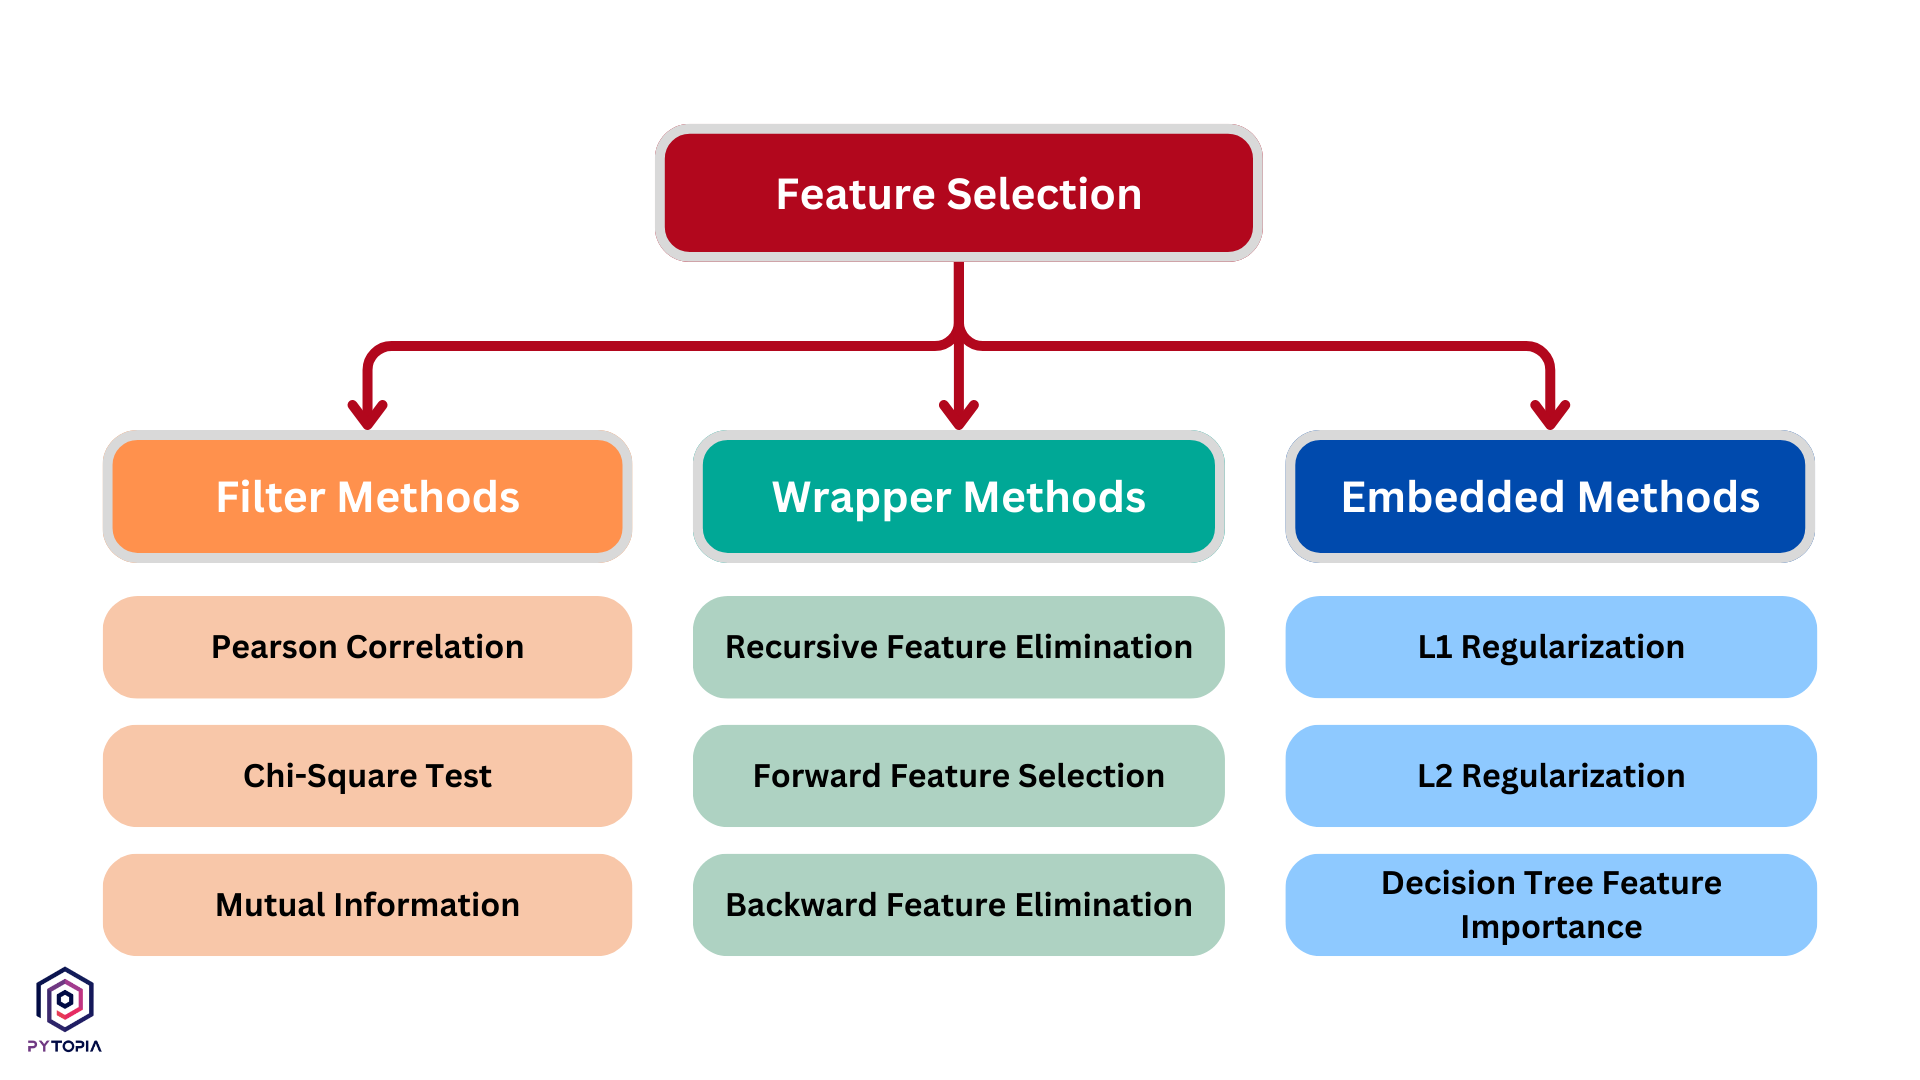 Feature Selection
Filter Methods
Wrapper Methods
Embedded Methods
Pearson Correlation
Recursive Feature Elimination
L1 Regularization
Chi-Square Test
Forward Feature Selection
L2 Regularization
Mutual Information
Backward Feature Elimination
Decision Tree Feature
Importance
PYTOPIA